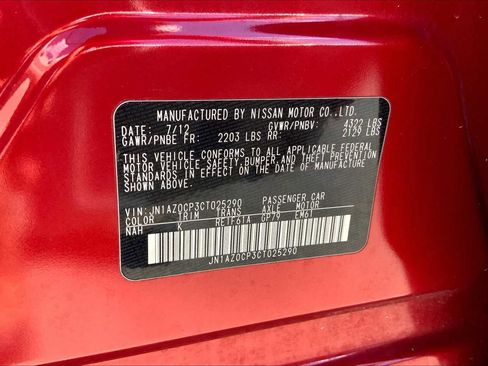 MANUFACTURED BY NISSAN MOTOR CO.,LTD.
DATE: 7/12 GVWR/PNBV: 4322 LBS
GAWR/PNBE FR: 2203 LBS RR: 2129 LBS
THIS VEHICLE CONFORMS TO ALL APPLICABLE FEDERAL
MOTOR VEHICLE SAFETY,BUMPER,AND THEFT PREVENTION
STANDARDS IN EFFECT ON THE DATE OF MANUFACTURE
SHOWN ABOVE.
VIN: JN1AZ0CP3CT025290 PASSENGER CAR
COLOR TRIM TRANS AXLE MOTOR
NAH K RE1F61A GP79 EM61
JN1AZ0CP3CT025290